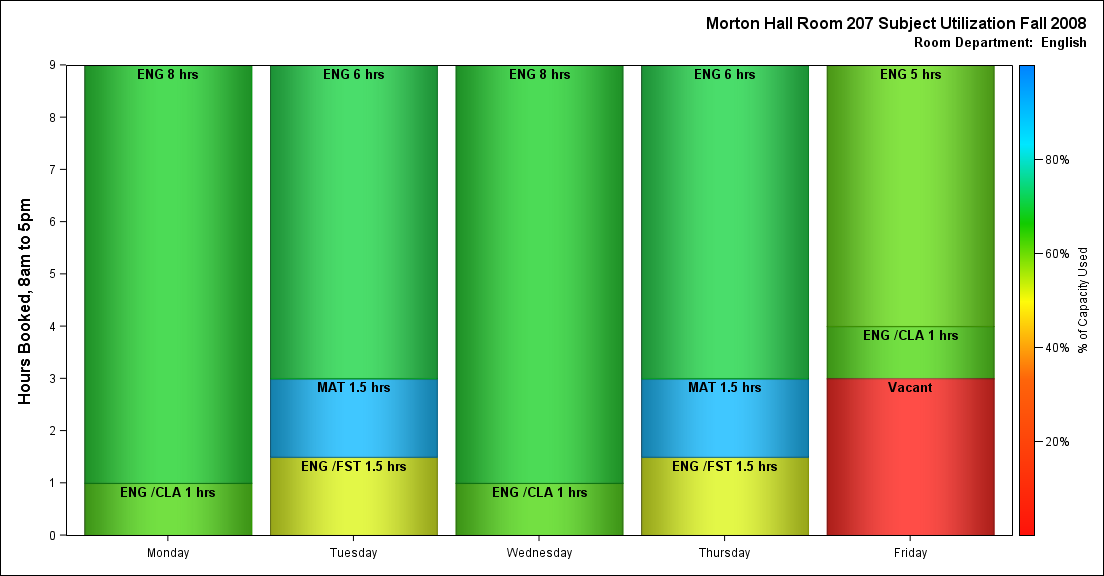 Morton Hall Room 207 Subject Utilization Fall 2008
Room Department:  English
Hours Booked, 8am to 5pm
9
8
7
6
5
4
3
2
1
0
ENG 8 hrs
ENG /CLA 1 hrs
Monday
ENG 6 hrs
MAT 1.5 hrs
ENG /FST 1.5 hrs
Tuesday
ENG 8 hrs
ENG /CLA 1 hrs
Wednesday
ENG 6 hrs
MAT 1.5 hrs
ENG /FST 1.5 hrs
Thursday
ENG 5 hrs
ENG /CLA 1 hrs
Vacant
Friday
80%
60%
40%
20%
% of Capacity Used